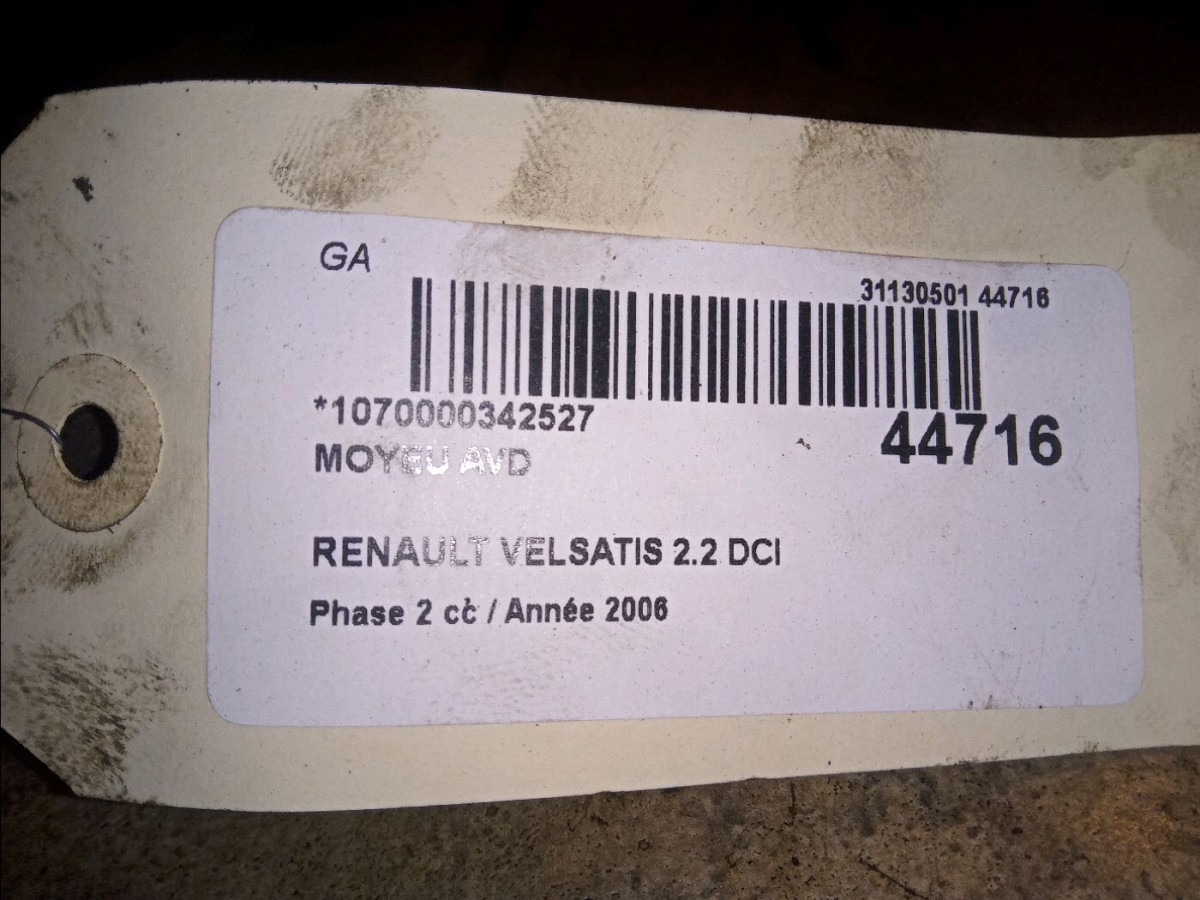 GA
31130501 44716
*1070000342527
44716
MOYEU AVD
RENAULT VELSATIS 2.2 DCI
Phase 2 cc / Année 2006